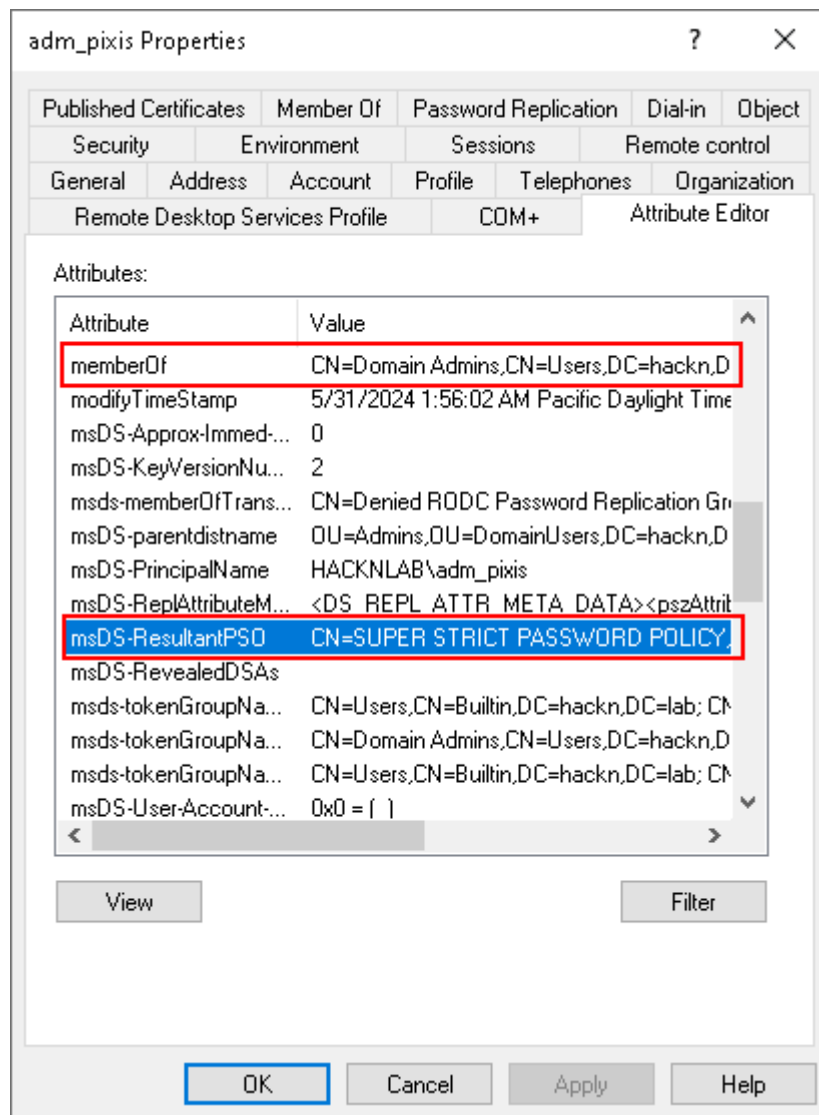 adm_pixis Properties
?
Published Certificates Member Of Password Replication Dial-in Object
Security Environment Sessions Remote control
General Address Account Profile Telephones Organization
Remote Desktop Services Profile COM+ Attribute Editor
Attributes:
Attribute Value
memberOf CN=Domain Admins,CN=Users,DC=hackn,D
modifyTimeStamp 5/31/2024 1:56:02 AM Pacific Daylight Time
msDS-Approx-Immed-... 0
msDS-KeyVersionNu... 2
msds-memberOfTrans... CN=Denied RODC Password Replication Gr
msDS-parentdistname OU=Admins,OU=DomainUsers,DC=hackn,D
msDS-PrincipalName HACKNLAB\adm_pixis
msDS-ReplAttributeM... <DS_REPL_ATTR_META_DATA><pszAttrit
msDS-ResultantPSO CN=SUPER STRICT PASSWORD POLICY,
msDS-RevealedDSAs
msds-tokenGroupNa... CN=Users,CN=Builtin,DC=hackn,DC=lab; CN
msds-tokenGroupNa... CN=Domain Admins,CN=Users,DC=hackn,D
msds-tokenGroupNa... CN=Users,CN=Builtin,DC=hackn,DC=lab; CN
msDS-User-Account-... 0x0 = ( )
View Filter
OK Cancel Apply Help